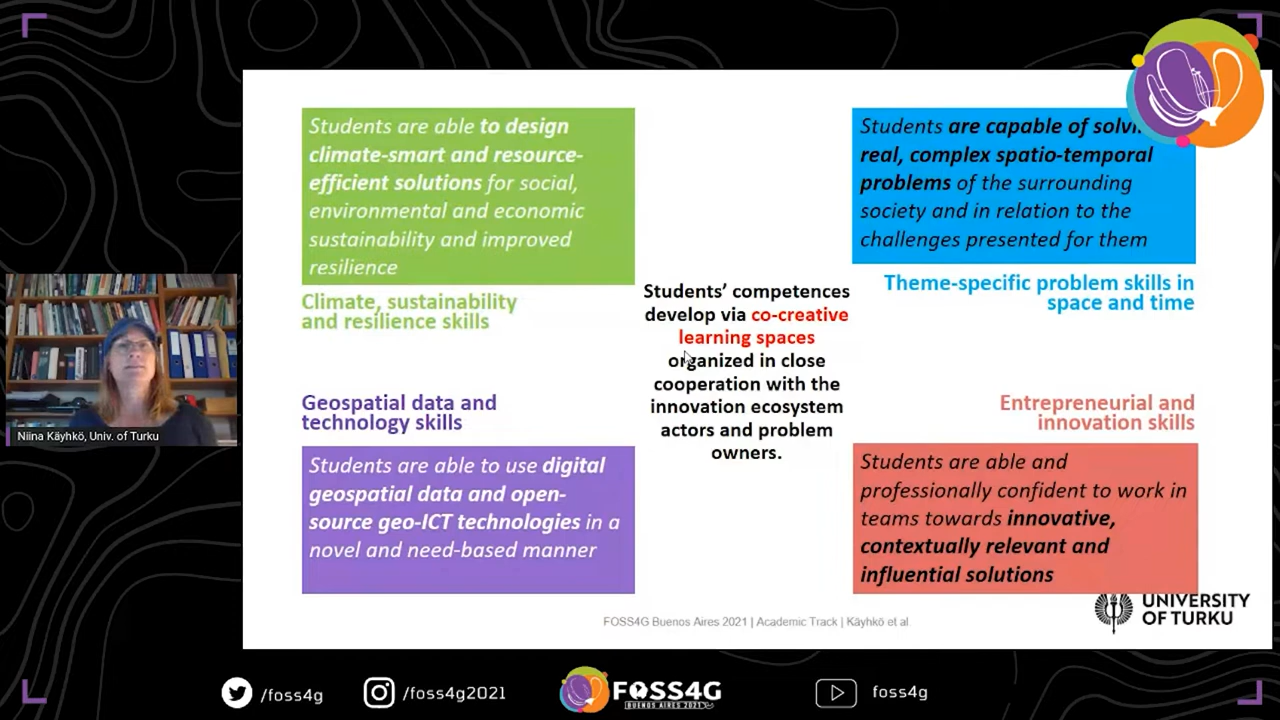 Students are able to design
climate-smart and resource-
efficient solutions for social,
environmental and economic
sustainability and improved
resilience
Climate, sustainability
and resilience skills
Students are capable of
real, complex spatio-temporal
problems of the surrounding
society and in relation to the
challenges presented for them
Theme-specific problem skills in
space and time
Students’ competences
develop via co-creative
learning spaces
organized in close
cooperation with the
innovation ecosystem
actors and problem
owners.
Geospatial data and
technology skills
Students are able to use digital
geospatial data and open-
source geo-ICT technologies in a
novel and need-based manner
Entrepreneurial and
innovation skills
Students are able and
professionally confident to work in
teams towards innovative,
contextually relevant and
influential solutions
Niina Käyhkö, Univ. of Turku
FOSS4G Buenos Aires 2021 | Academic Track | Käyhkö et al
UNIVERSITY
OF TURKU
/foss4g
/foss4g2021
FOSS4G
BUENOS AIRES 2021
foss4g